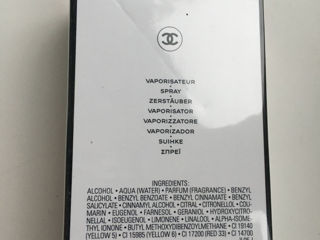 VAPORISATEUR
SPRAY
ZERSTÄUBER
VAPORISATOR
VAPORIZZATORE
VAPORIZADOR
SUIHKE
ΣΠΡΕΪ
INGREDIENTS:
ALCOHOL • AQUA (WATER) • PARFUM (FRAGRANCE) • BENZYL
ALCOHOL • BENZYL BENZOATE • BENZYL CINNAMATE • BENZYL
SALICYLATE • CINNAMYL ALCOHOL • CITRAL • CITRONELLOL • COU-
MARIN • EUGENOL • FARNESOL • GERANIOL • HYDROXYCITRO-
NELLAL • ISOEUGENOL • LIMONENE • LINALOOL • ALPHA-ISOME-
THYL IONONE • BUTYL METHOXYDIBENZOYLMETHANE • CI 19140
(YELLOW 5) • CI 15985 (YELLOW 6) • CI 17200 (RED 33) • CI 14700